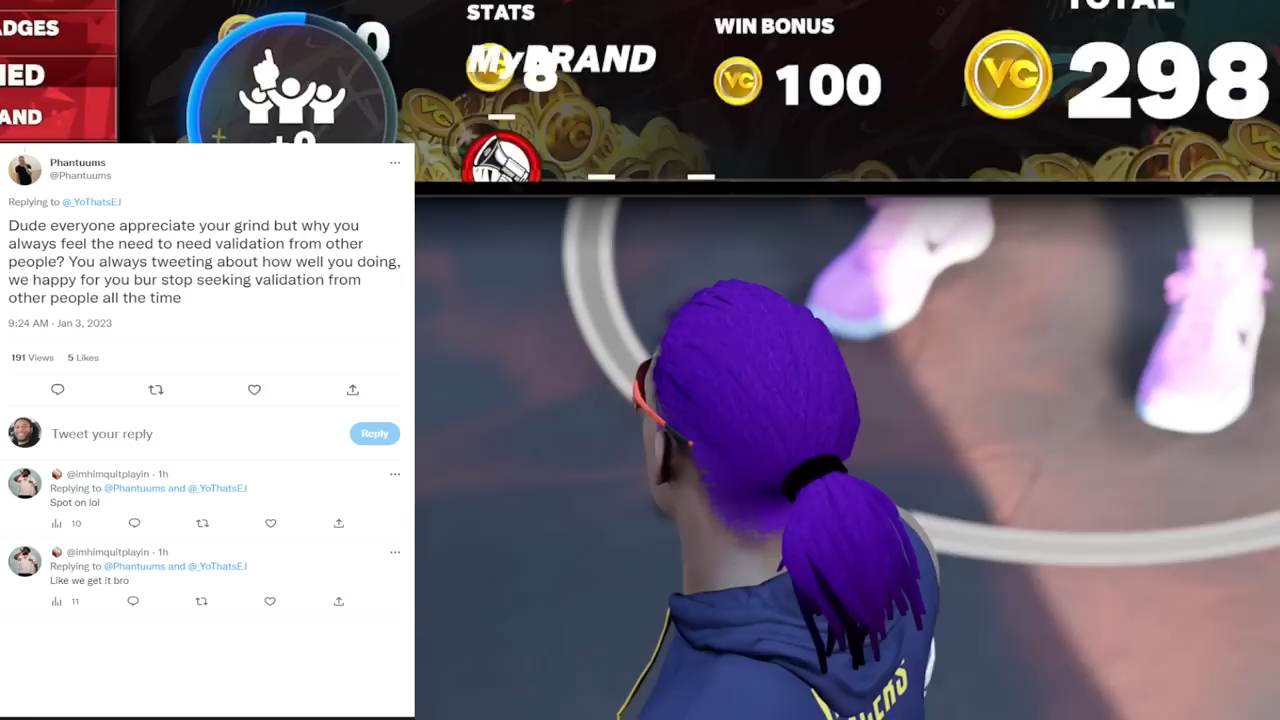 ADGES
STATS
WIN BONUS
TOTAL
MyBRAND
8
VC
100
VC
298
AND
Phantuums
@Phantuums
Replying to @_YoThatsEJ
Dude everyone appreciate your grind but why you
always feel the need to need validation from other
people? You always tweeting about how well you doing,
we happy for you bur stop seeking validation from
other people all the time
9:24 AM · Jan 3, 2023
191 Views 5 Likes
Tweet your reply
Reply
@imhimquitplayin · 1h
Replying to @Phantuums and @_YoThatsEJ
Spot on lol
10
@imhimquitplayin · 1h
Replying to @Phantuums and @_YoThatsEJ
Like we get it bro
11